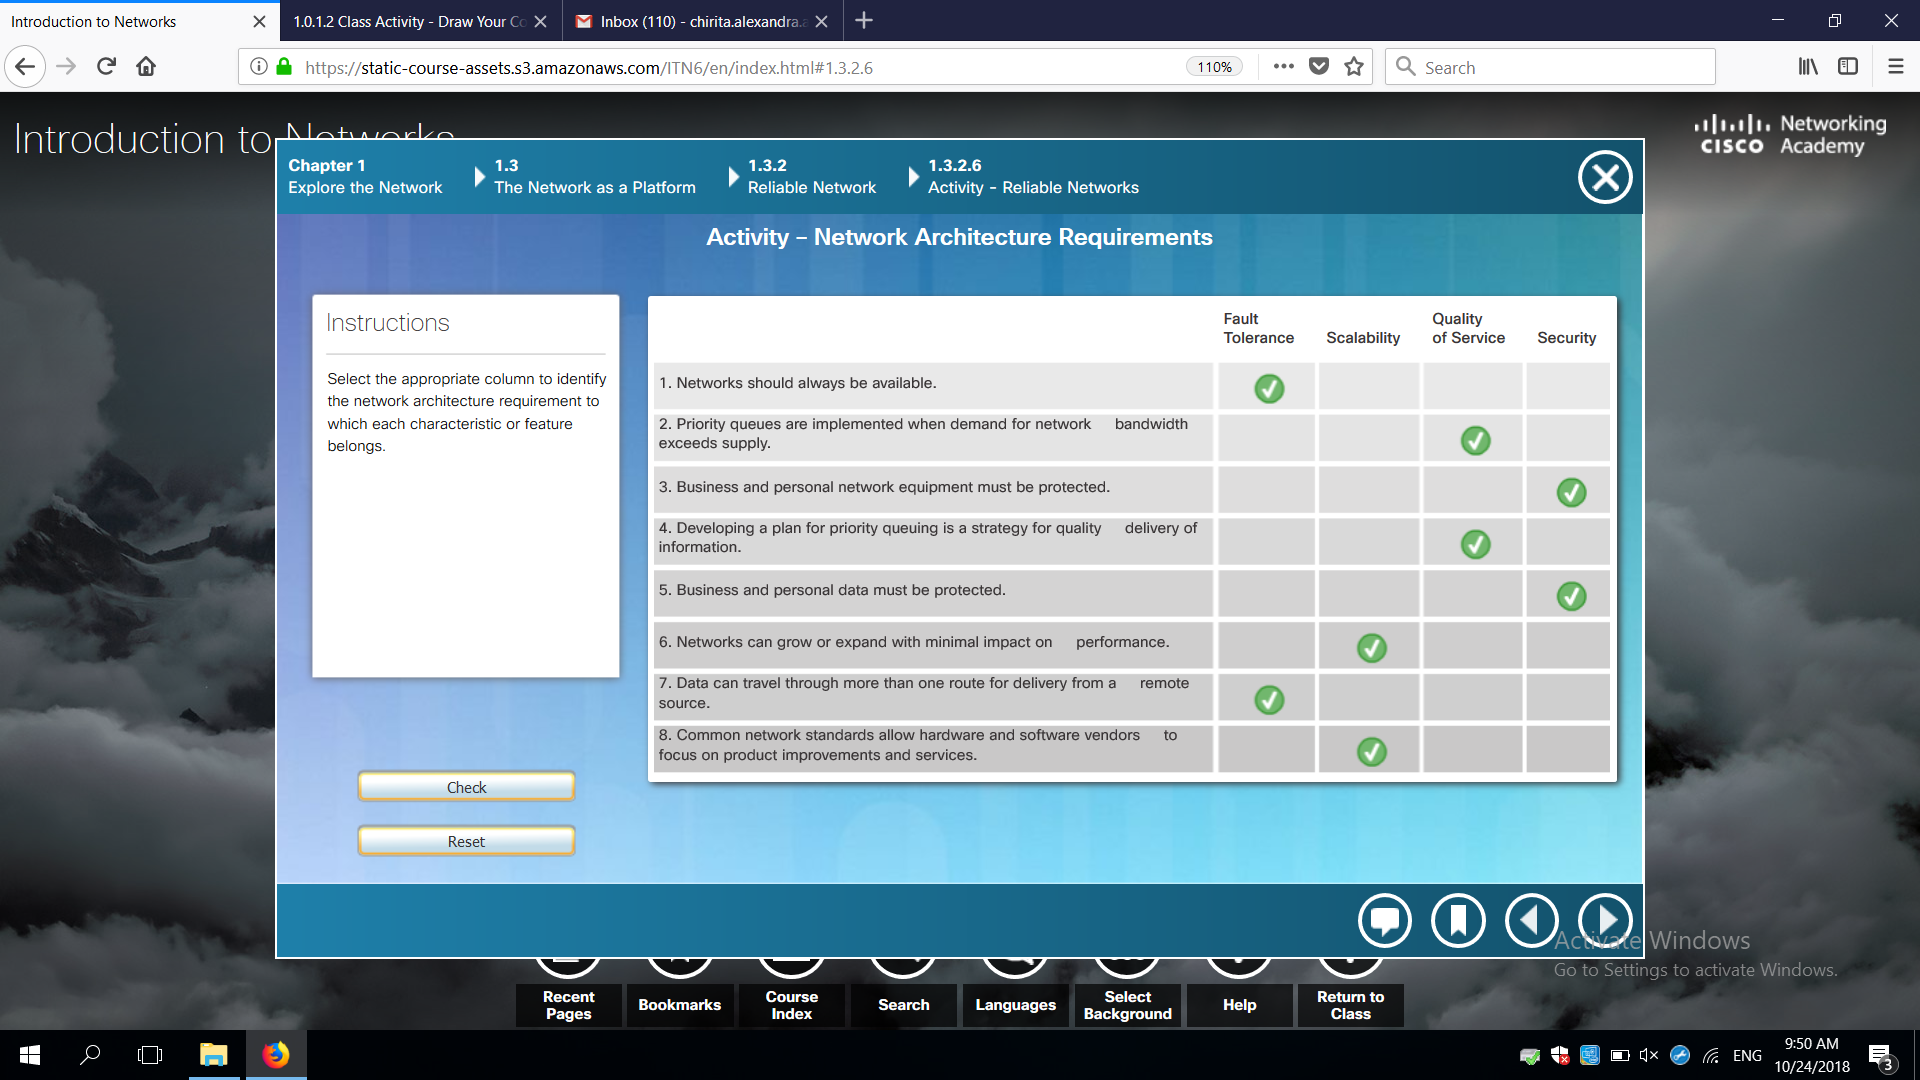 Introduction to Networks
1.0.1.2 Class Activity - Draw Your Co
Inbox (110) - chirita.alexandra.a
https://static-course-assets.s3.amazonaws.com/ITN6/en/index.html#1.3.2.6
110%
Search
Introduction to Networks
Networking
CISCO Academy
Chapter 1
Explore the Network
1.3
The Network as a Platform
1.3.2
Reliable Network
1.3.2.6
Activity - Reliable Networks
Activity – Network Architecture Requirements
Instructions
Select the appropriate column to identify
the network architecture requirement to
which each characteristic or feature
belongs.
Check
Reset
Fault
Tolerance
Scalability
Quality
of Service
Security
1. Networks should always be available.
2. Priority queues are implemented when demand for network bandwidth
exceeds supply.
3. Business and personal network equipment must be protected.
4. Developing a plan for priority queuing is a strategy for quality delivery of
information.
5. Business and personal data must be protected.
6. Networks can grow or expand with minimal impact on performance.
7. Data can travel through more than one route for delivery from a remote
source.
8. Common network standards allow hardware and software vendors to
focus on product improvements and services.
Activate Windows
Go to Settings to activate Windows.
Recent
Pages
Bookmarks
Course
Index
Search
Languages
Select
Background
Help
Return to
Class
ENG
9:50 AM
10/24/2018
3